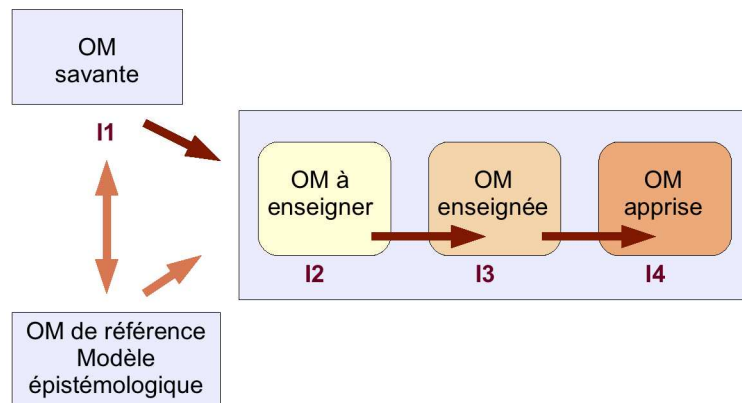 OM
savante
I1
OM à
enseigner
I2
OM
enseignée
I3
OM
apprise
I4
OM de référence
Modèle
épistémologique